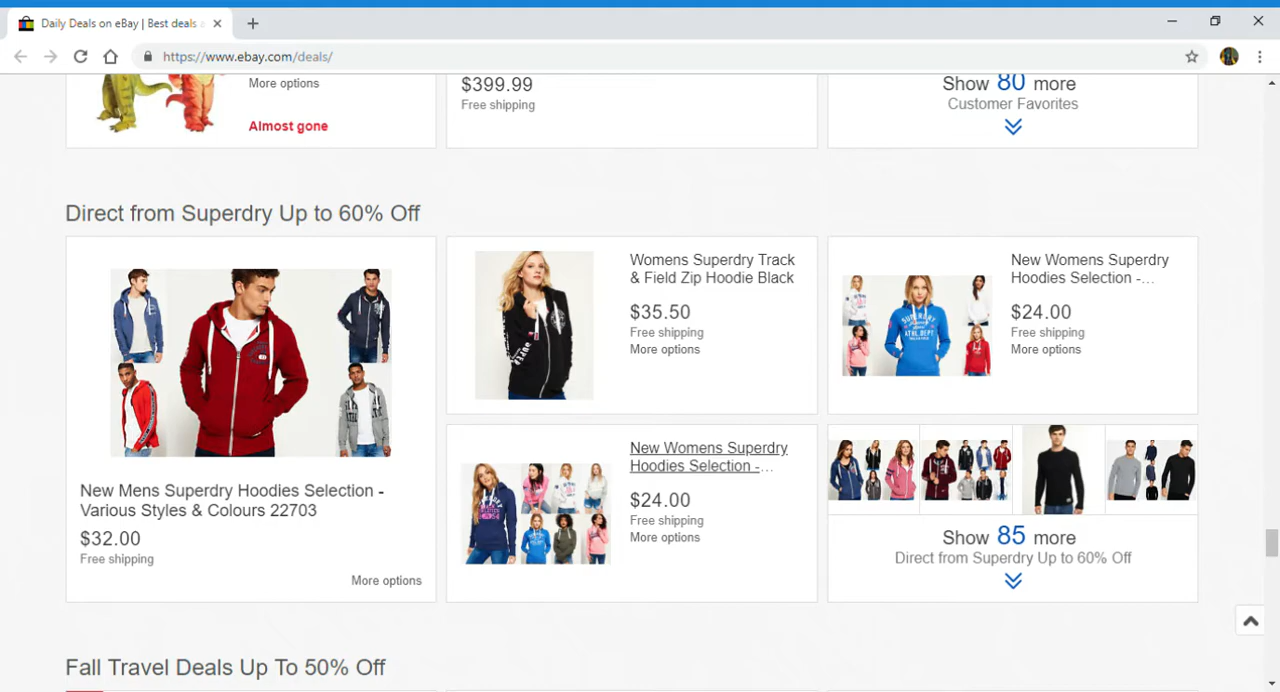 Daily Deals on eBay | Best deals a
https://www.ebay.com/deals/
More options
Almost gone
$399.99
Free shipping
Show 80 more
Customer Favorites
Direct from Superdry Up to 60% Off
New Mens Superdry Hoodies Selection -
Various Styles & Colours 22703
$32.00
Free shipping
More options
Womens Superdry Track
& Field Zip Hoodie Black
$35.50
Free shipping
More options
New Womens Superdry
Hoodies Selection -...
$24.00
Free shipping
More options
New Womens Superdry
Hoodies Selection -...
$24.00
Free shipping
More options
Show 85 more
Direct from Superdry Up to 60% Off
Fall Travel Deals Up To 50% Off